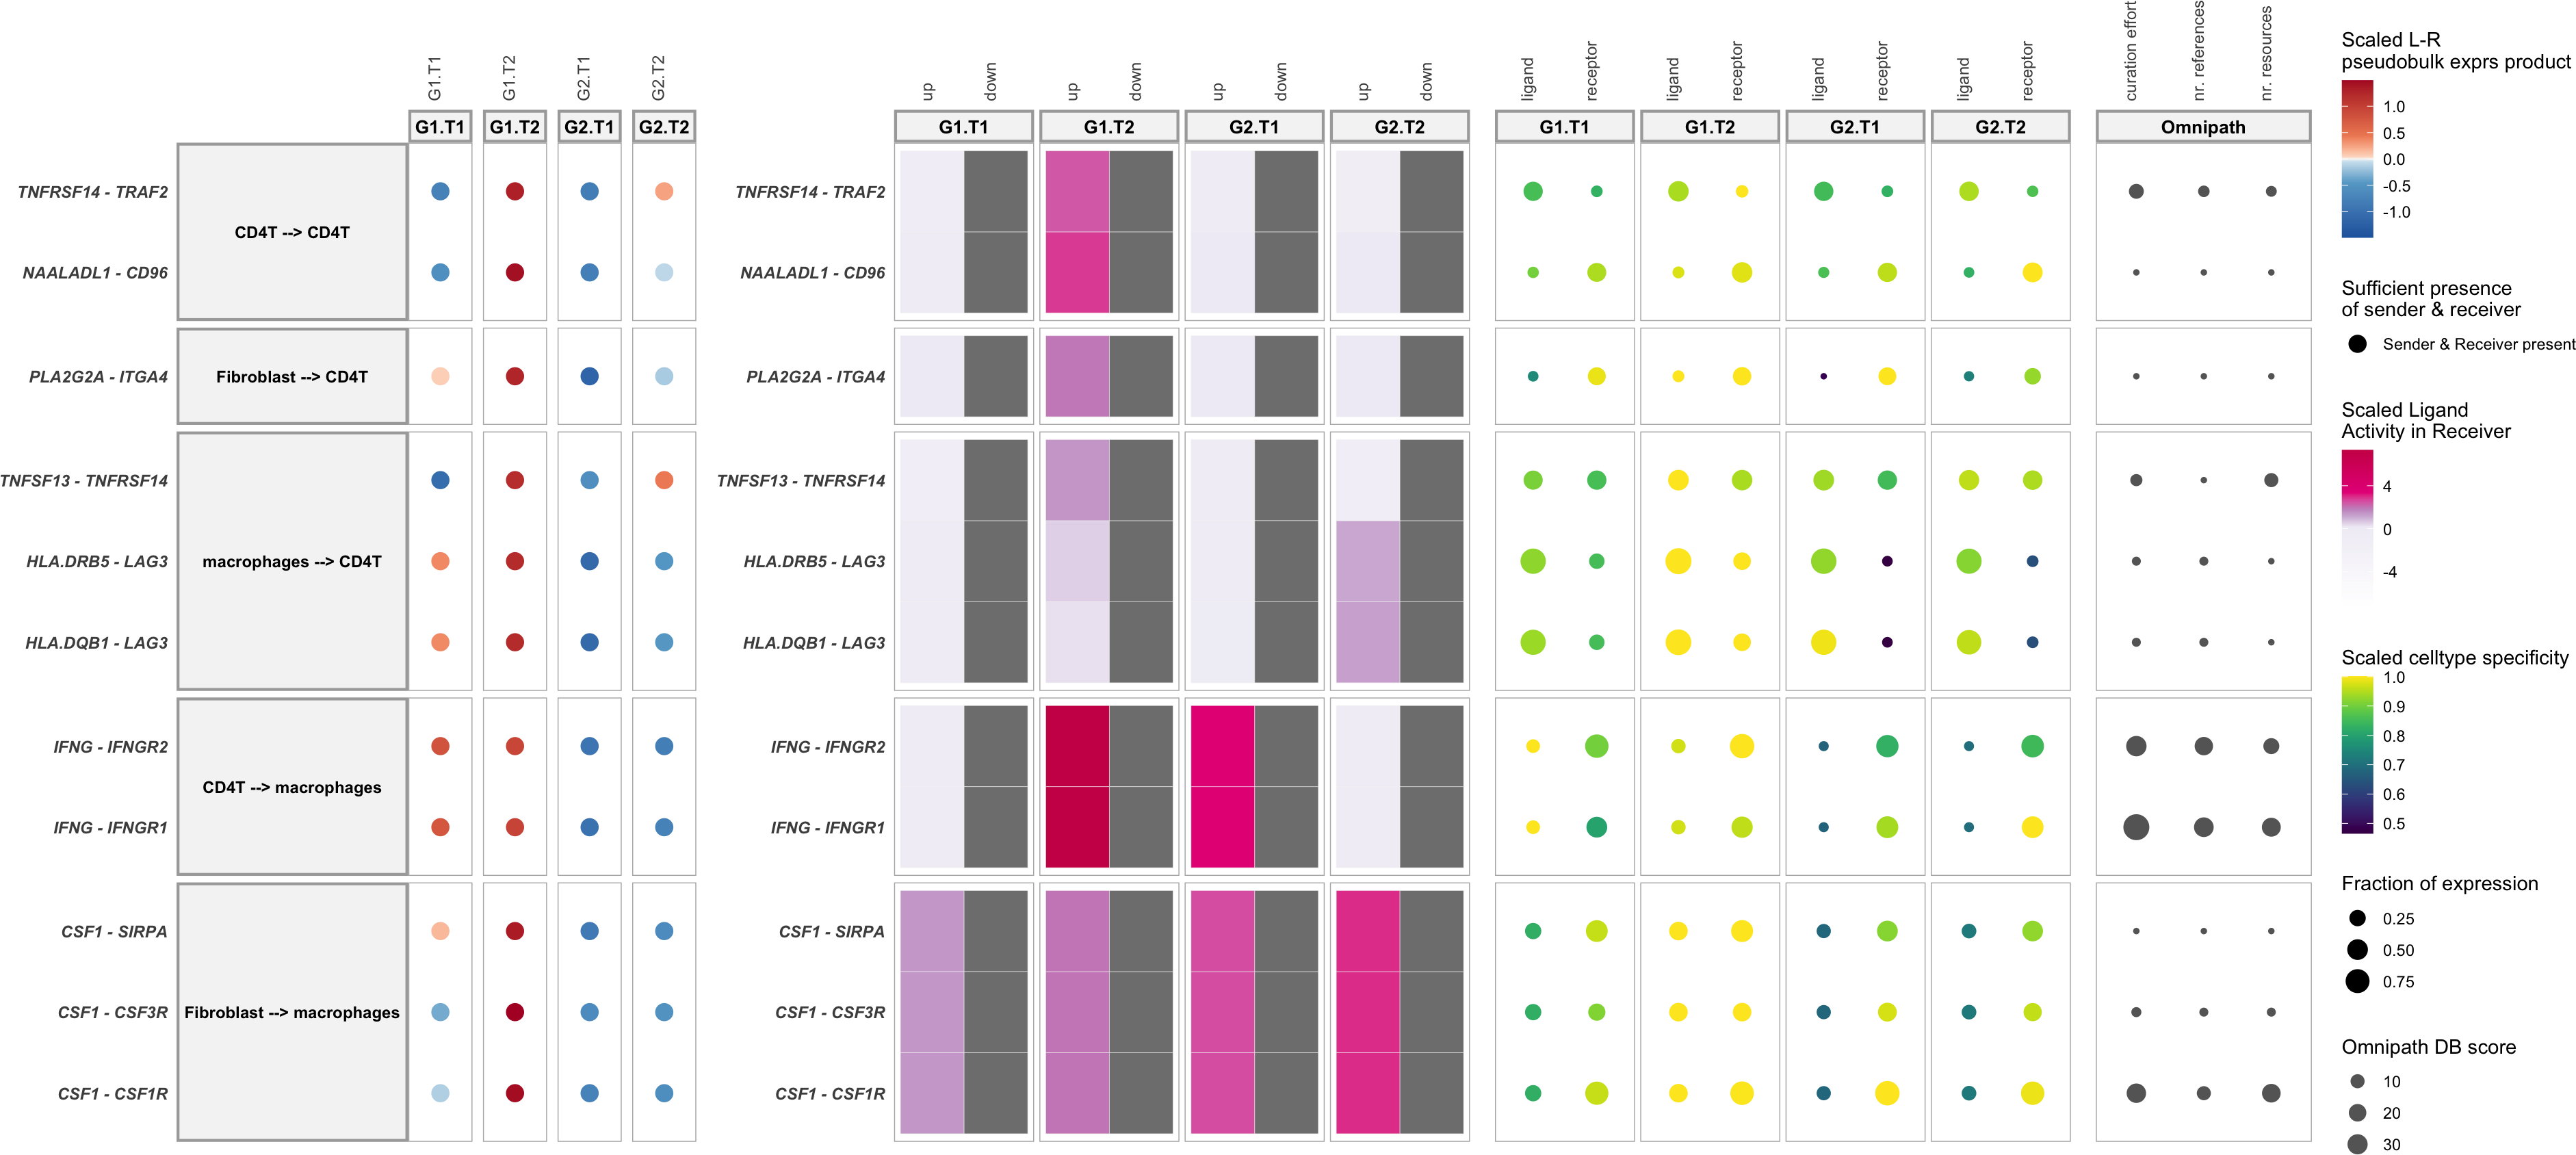 G1.T1 G1.T2 G2.T1 G2.T2
up down up down up down up down
ligand receptor ligand receptor ligand receptor ligand receptor
curation effort nr. references nr. resources
G1.T1 G1.T2 G2.T1 G2.T2
G1.T1 G1.T2 G2.T1 G2.T2
G1.T1 G1.T2 G2.T1 G2.T2
Omnipath
TNFRSF14 - TRAF2
NAALADL1 - CD96
CD4T --> CD4T
PLA2G2A - ITGA4
Fibroblast --> CD4T
TNFSF13 - TNFRSF14
HLA.DRB5 - LAG3
HLA.DQB1 - LAG3
macrophages --> CD4T
IFNG - IFNGR2
IFNG - IFNGR1
CD4T --> macrophages
CSF1 - SIRPA
CSF1 - CSF3R
CSF1 - CSF1R
Fibroblast --> macrophages
TNFRSF14 - TRAF2
NAALADL1 - CD96
PLA2G2A - ITGA4
TNFSF13 - TNFRSF14
HLA.DRB5 - LAG3
HLA.DQB1 - LAG3
IFNG - IFNGR2
IFNG - IFNGR1
CSF1 - SIRPA
CSF1 - CSF3R
CSF1 - CSF1R
Scaled L-R
pseudobulk exprs product
1.0
0.5
0.0
-0.5
-1.0
Sufficient presence
of sender & receiver
Sender & Receiver present
Scaled Ligand
Activity in Receiver
4
0
-4
Scaled celltype specificity
1.0
0.9
0.8
0.7
0.6
0.5
Fraction of expression
0.25
0.50
0.75
Omnipath DB score
10
20
30